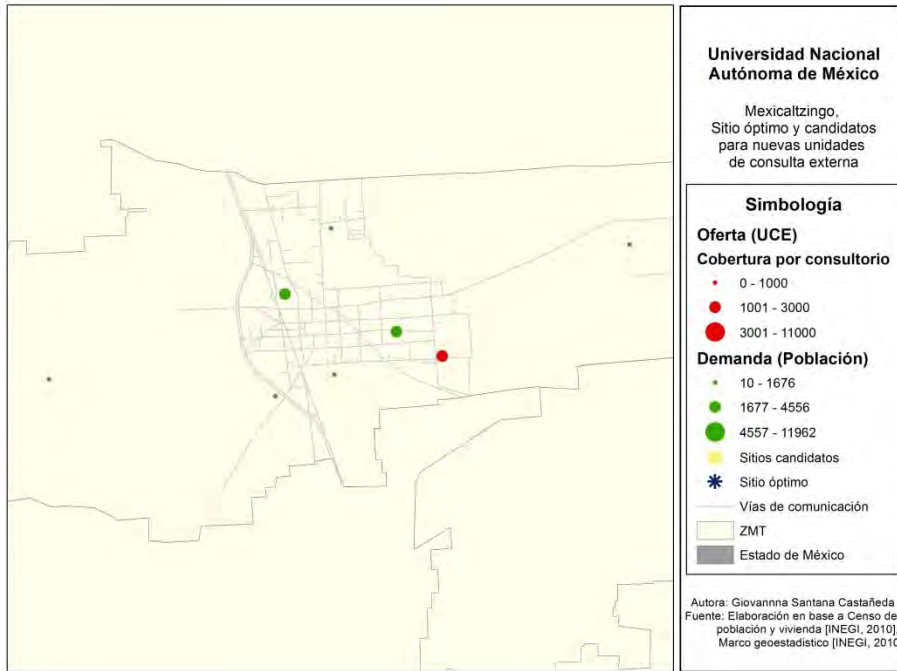 Universidad Nacional
Autónoma de México
Mexicaltzingo,
Sitio óptimo y candidatos
para nuevas unidades
de consulta externa
Simbología
Oferta (UCE)
Cobertura por consultorio
0 - 1000
1001 - 3000
3001 - 11000
Demanda (Población)
10 - 1676
1677 - 4556
4557 - 11962
Sitios candidatos
Sitio óptimo
Vías de comunicación
ZMT
Estado de México
Autora: Giovannna Santana Castañeda
Fuente: Elaboración en base a Censo de
población y vivienda [INEGI, 2010],
Marco geoestadistico [INEGI, 2010